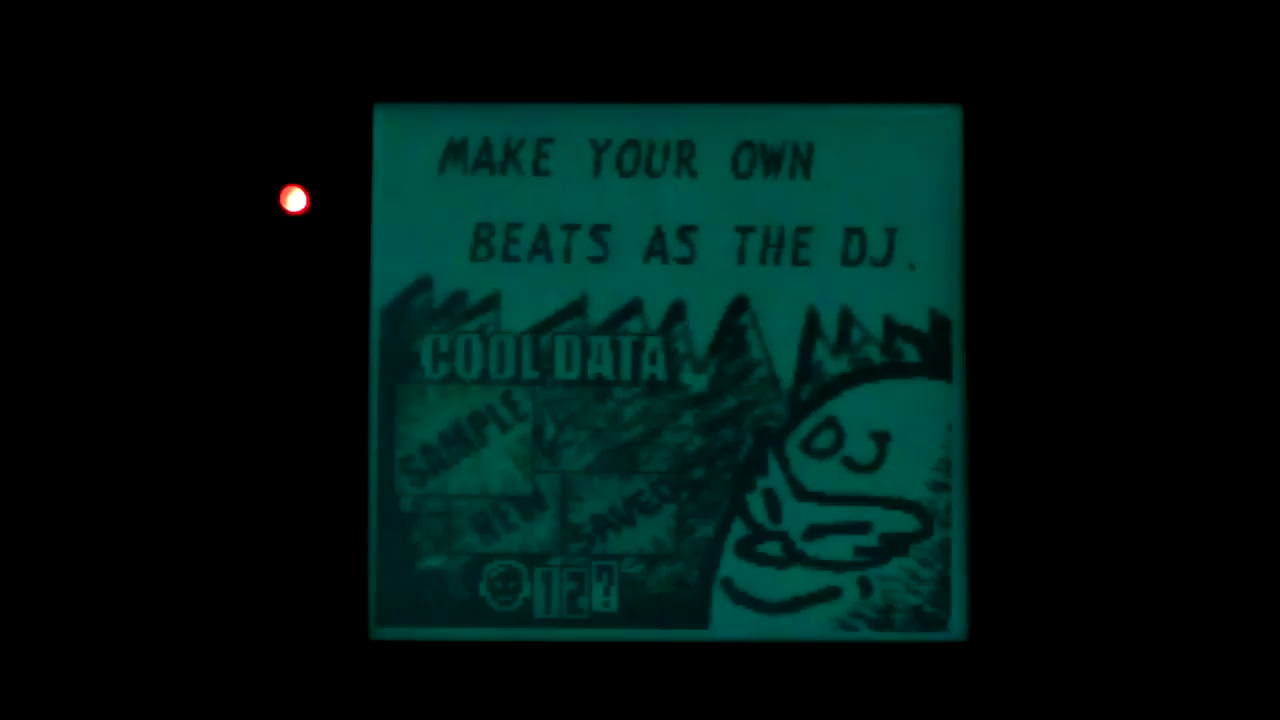 MAKE YOUR OWN
BEATS AS THE DJ.
COOL DATA
SAMPLE
DJ
NEW SAVED
12?